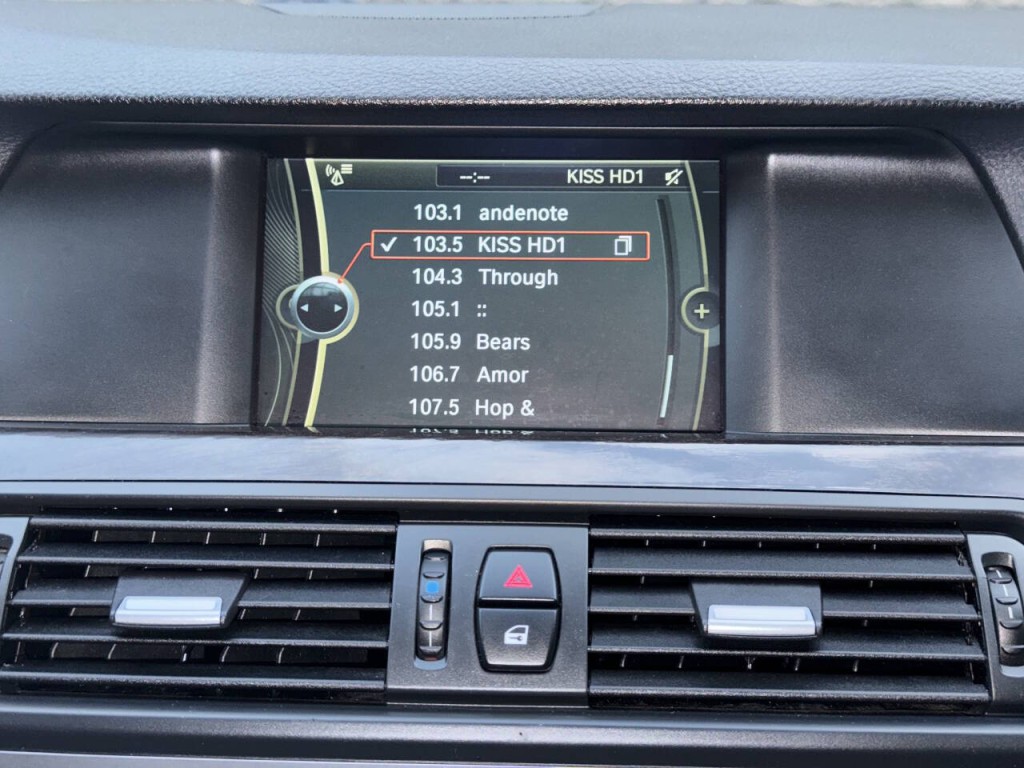 --:-- KISS HD1
103.1 andenote
103.5 KISS HD1
104.3 Through
105.1 ::
105.9 Bears
106.7 Amor
107.5 Hop &